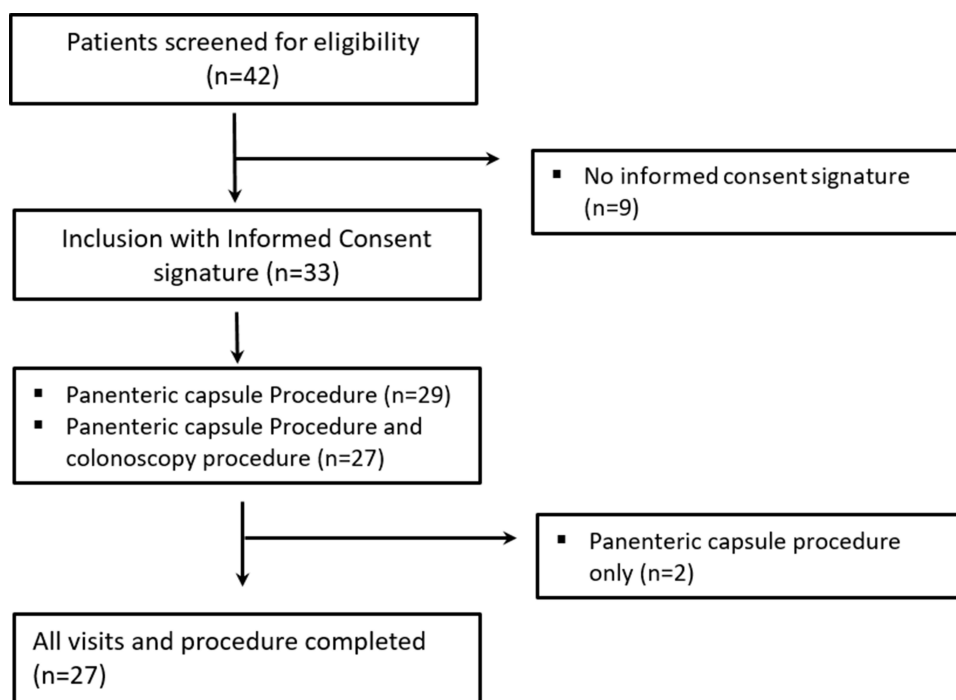 Patients screened for eligibility
(n=42)
▪ No informed consent signature
(n=9)
Inclusion with Informed Consent
signature (n=33)
▪ Panenteric capsule Procedure (n=29)
▪ Panenteric capsule Procedure and
colonoscopy procedure (n=27)
▪ Panenteric capsule procedure
only (n=2)
All visits and procedure completed
(n=27)